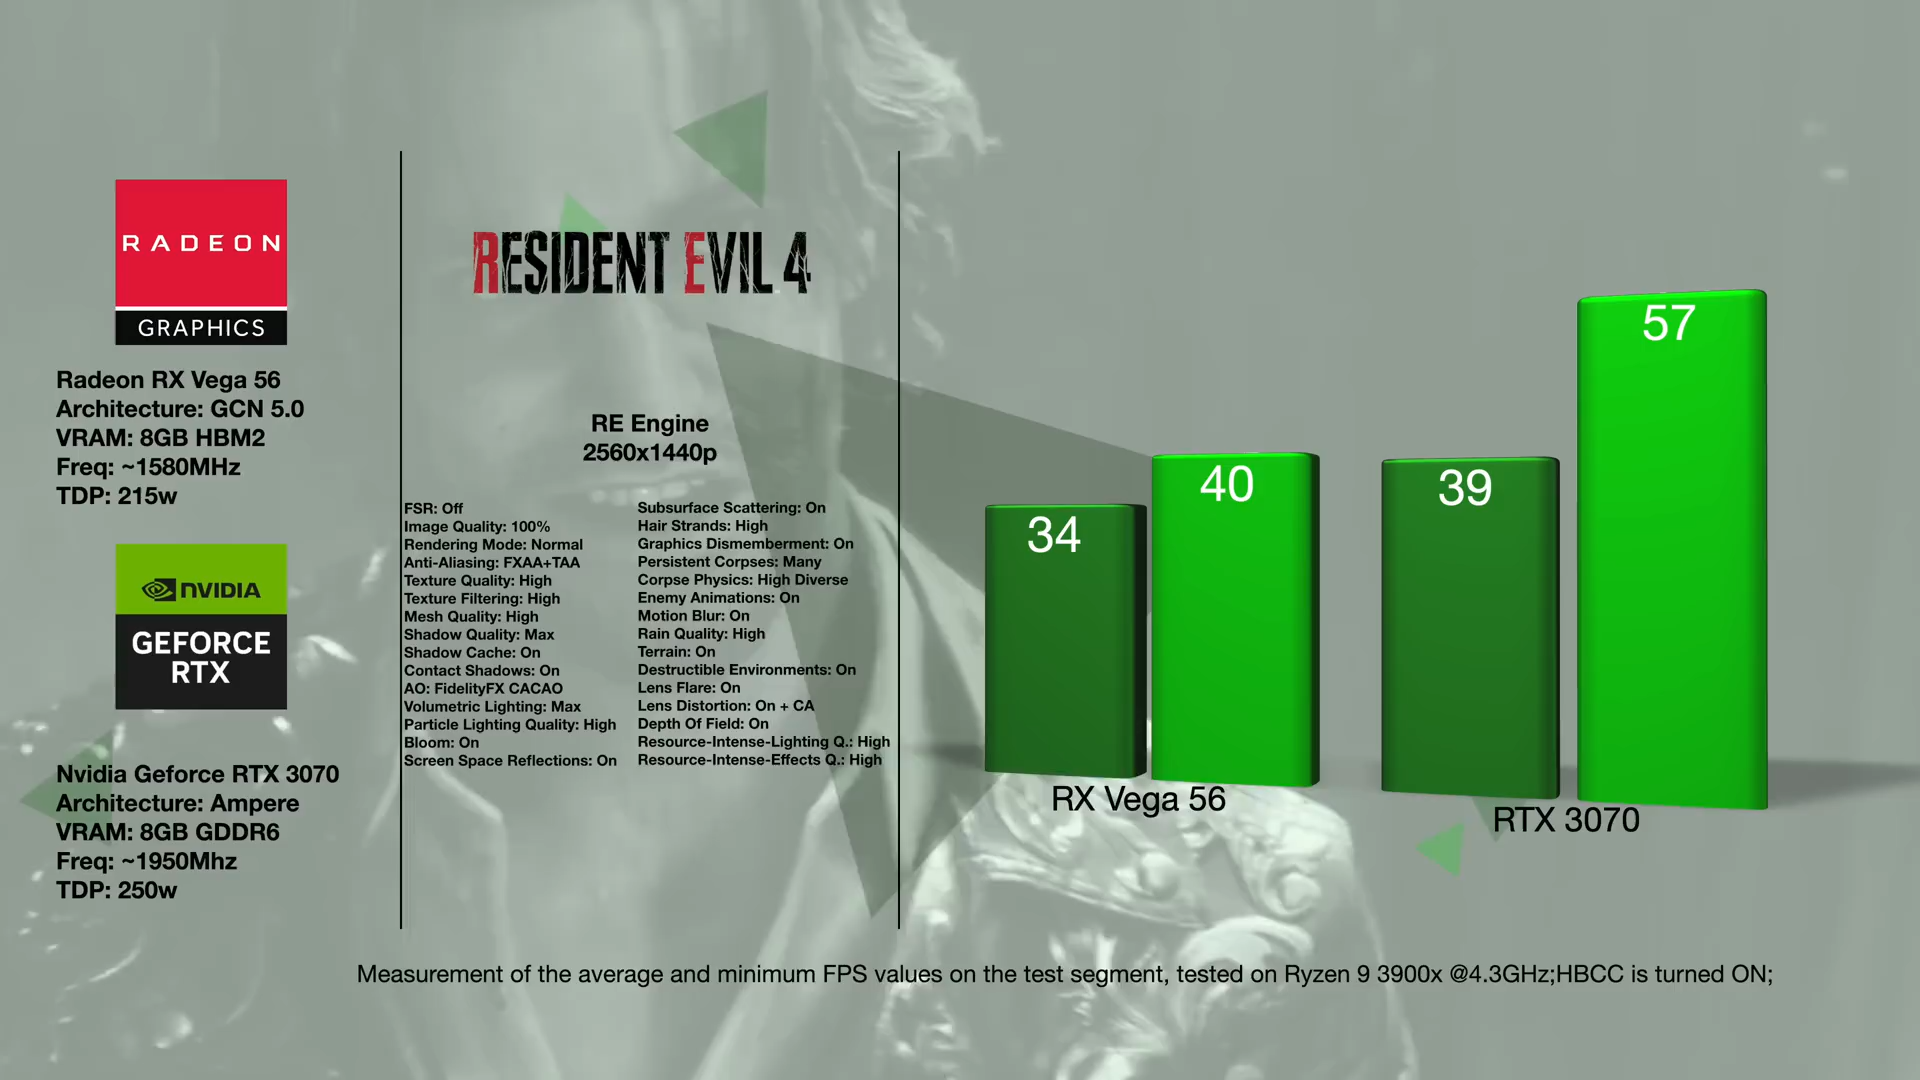 RADEON
GRAPHICS
Radeon RX Vega 56
Architecture: GCN 5.0
VRAM: 8GB HBM2
Freq: ~1580MHz
TDP: 215w
NVIDIA
GEFORCE
RTX
Nvidia Geforce RTX 3070
Architecture: Ampere
VRAM: 8GB GDDR6
Freq: ~1950Mhz
TDP: 250w
RESIDENT EVIL 4
RE Engine
2560x1440p
FSR: Off
Image Quality: 100%
Rendering Mode: Normal
Anti-Aliasing: FXAA+TAA
Texture Quality: High
Texture Filtering: High
Mesh Quality: High
Shadow Quality: Max
Shadow Cache: On
Contact Shadows: On
AO: FidelityFX CACAO
Volumetric Lighting: Max
Particle Lighting Quality: High
Bloom: On
Screen Space Reflections: On
Subsurface Scattering: On
Hair Strands: High
Graphics Dismemberment: On
Persistent Corpses: Many
Corpse Physics: High Diverse
Enemy Animations: On
Motion Blur: On
Rain Quality: High
Terrain: On
Destructible Environments: On
Lens Flare: On
Lens Distortion: On + CA
Depth Of Field: On
Resource-Intense-Lighting Q.: High
Resource-Intense-Effects Q.: High
34
40
39
57
RX Vega 56
RTX 3070
Measurement of the average and minimum FPS values on the test segment, tested on Ryzen 9 3900x @4.3GHz;HBCC is turned ON;